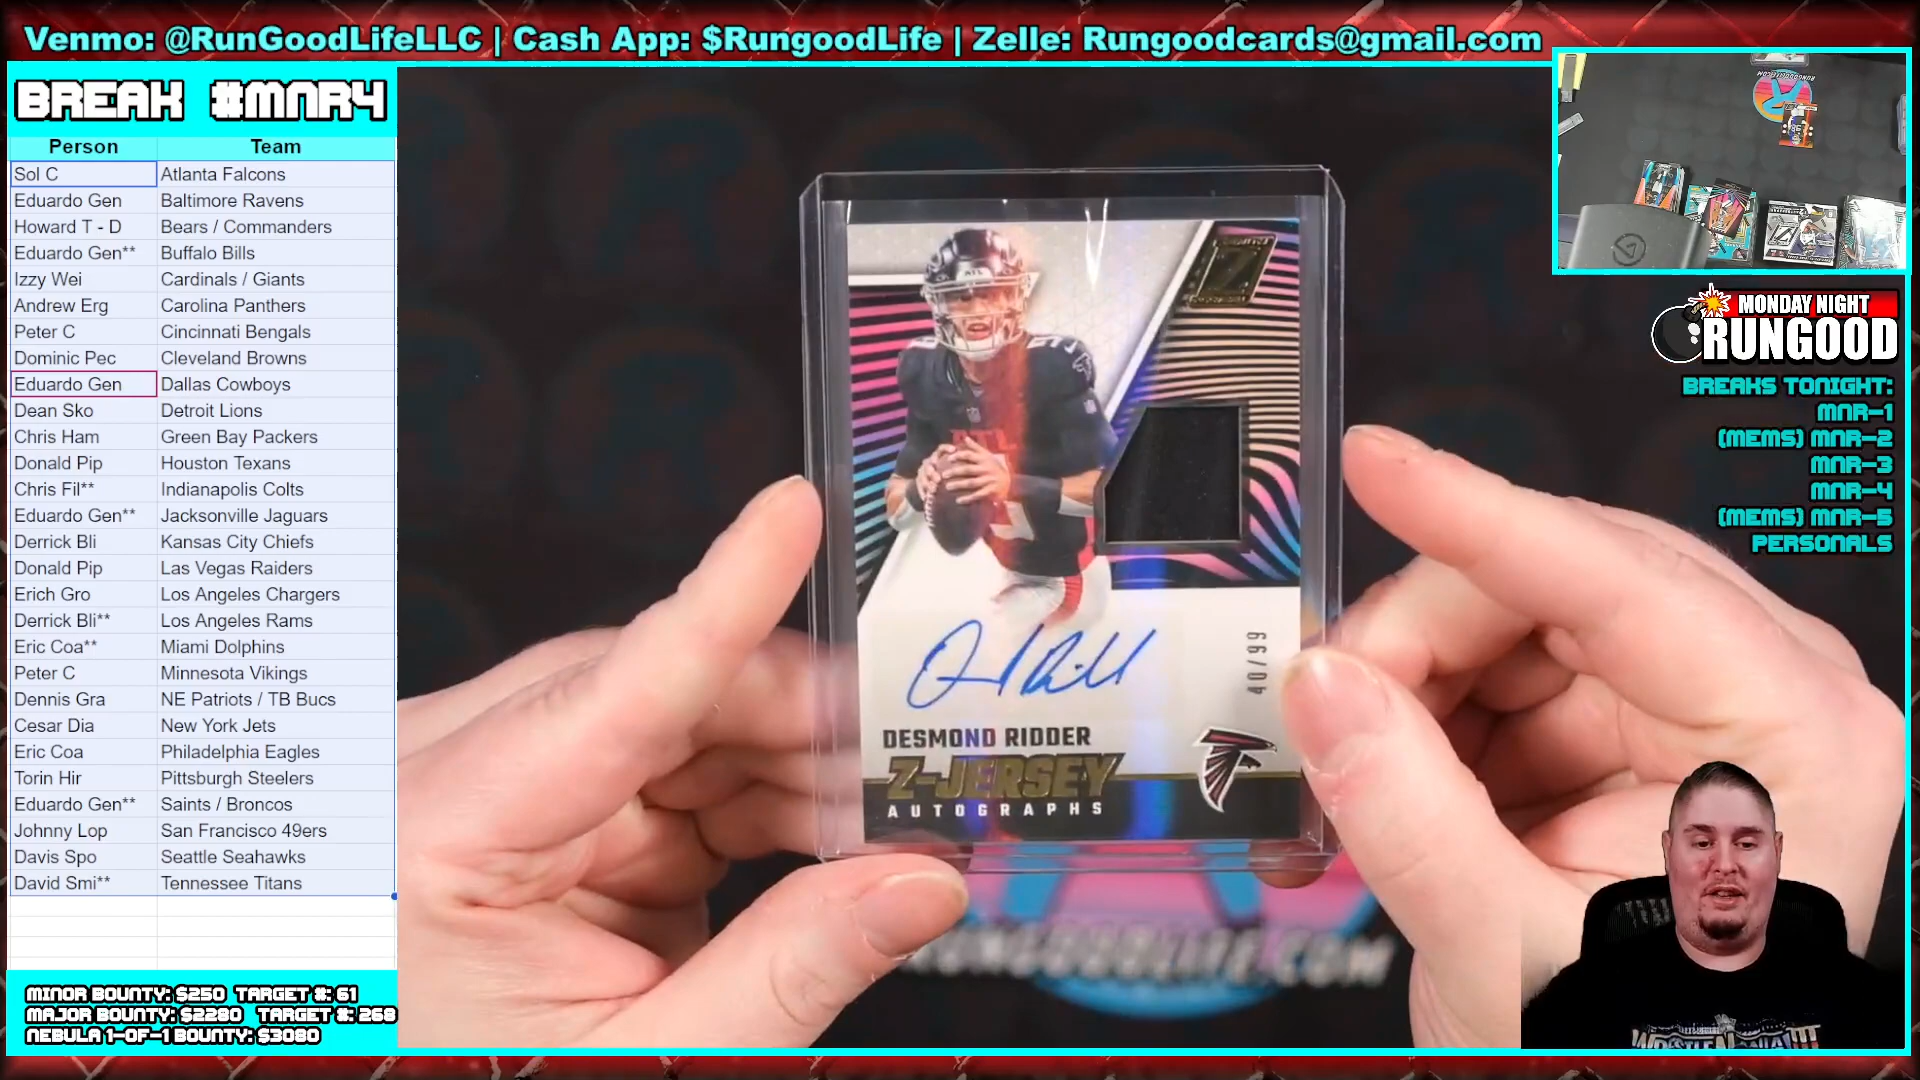 Venmo: @RunGoodLifeLLC | Cash App: $RungoodLife | Zelle: Rungoodcards@gmail.com
BREAK #MNR4
Person Team
Sol C Atlanta Falcons
Eduardo Gen Baltimore Ravens
Howard T - D Bears / Commanders
Eduardo Gen** Buffalo Bills
Izzy Wei Cardinals / Giants
Andrew Erg Carolina Panthers
Peter C Cincinnati Bengals
Dominic Pec Cleveland Browns
Eduardo Gen Dallas Cowboys
Dean Sko Detroit Lions
Chris Ham Green Bay Packers
Donald Pip Houston Texans
Chris Fil** Indianapolis Colts
Eduardo Gen** Jacksonville Jaguars
Derrick Bli Kansas City Chiefs
Donald Pip Las Vegas Raiders
Erich Gro Los Angeles Chargers
Derrick Bli** Los Angeles Rams
Eric Coa** Miami Dolphins
Peter C Minnesota Vikings
Dennis Gra NE Patriots / TB Bucs
Cesar Dia New York Jets
Eric Coa Philadelphia Eagles
Torin Hir Pittsburgh Steelers
Eduardo Gen** Saints / Broncos
Johnny Lop San Francisco 49ers
Davis Spo Seattle Seahawks
David Smi** Tennessee Titans
MINOR BOUNTY: $250 TARGET #: 61
MAJOR BOUNTY: $2280 TARGET #: 268
NEBULA 1-OF-1 BOUNTY: $3080
ATL
Z
40/99
DESMOND RIDDER
Z-JERSEY
AUTOGRAPHS
RUNGOODLIFE.COM
MONDAY NIGHT
RUNGOOD
BREAKS TONIGHT:
MNR-1
(MEMS) MNR-2
MNR-3
MNR-4
(MEMS) MNR-5
PERSONALS
WRESTLEMANIA III